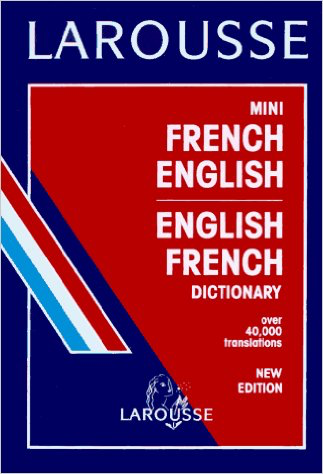 LAROUSSE
MINI
FRENCH
ENGLISH
ENGLISH
FRENCH
DICTIONARY
over
40,000
translations
NEW
EDITION
LAROUSSE